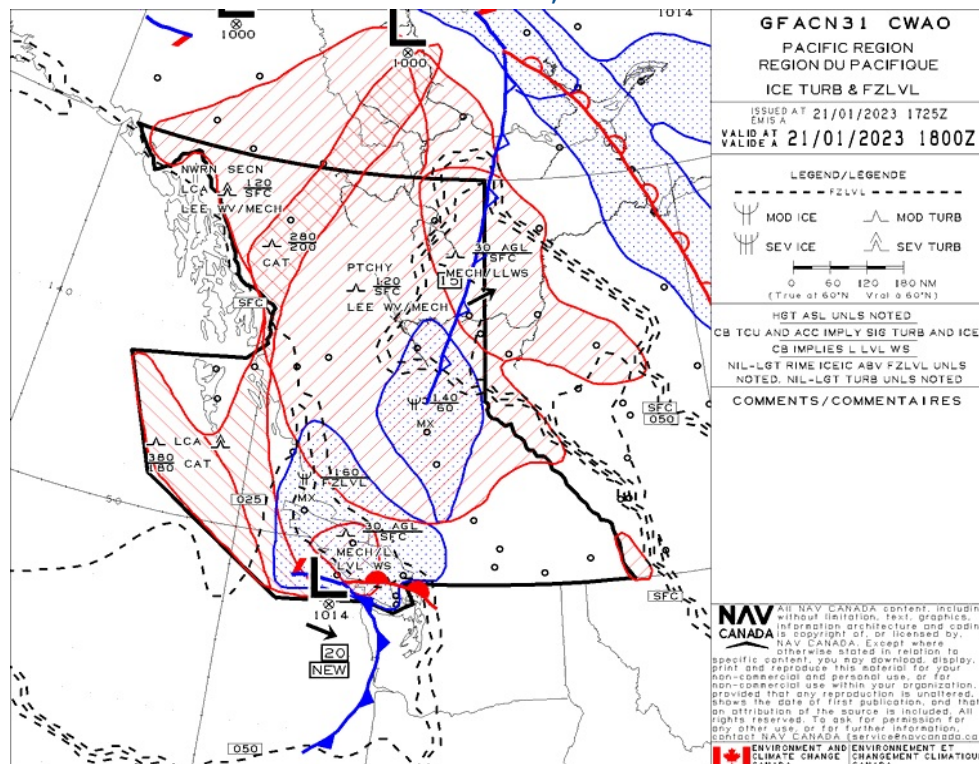 L
1000
L
1000
1014
140
50
NWRN SECN
LCA 120
SFC
LEE WV/MECH
280
200
CAT
SFC
PTCHY
120
SFC
LEE WV/MECH
30 AGL
SFC
MECH/LLWS
15
140
60
MX
SFC
050
LCA
380
180 CAT
025
160
FZLVL
MX
30 AGL
SFC
MECH/L
LVL WS
L
1014
20
NEW
SFC
050
GFACN31 CWAO
PACIFIC REGION
REGION DU PACIFIQUE
ICE TURB & FZLVL
ISSUED AT 21/01/2023 1725Z
EMIS A
VALID AT 21/01/2023 1800Z
VALIDE A
LEGEND/LÉGENDE
FZLVL
MOD ICE MOD TURB
SEV ICE SEV TURB
0 60 120 180 NM
(True at 60°N Vrai a 60°N)
HGT ASL UNLS NOTED
CB TCU AND ACC IMPLY SIG TURB AND ICE
CB IMPLIES L LVL WS
NIL-LGT RIME ICEIC ABV FZLVL UNLS
NOTED. NIL-LGT TURB UNLS NOTED
COMMENTS/COMMENTAIRES
NAV
CANADA
All NAV CANADA content, including
without limitation, text, graphics,
information architecture and coding
is copyright of, or licensed by,
NAV CANADA. Except where
otherwise stated in relation to
specific content, you may download, display,
print and reproduce this material for your
non-commercial and personal use, or for
non-commercial use within your organization,
provided that any reproduction is unaltered,
shows the date of first publication, and that
an attribution of the source is included. All
rights reserved. To ask for permission for
any other use, or for further information,
contact NAV CANADA (service@navcanada.ca
ENVIRONMENT AND
CLIMATE CHANGE
ENVIRONNEMENT ET
CHANGEMENT CLIMATIQUE